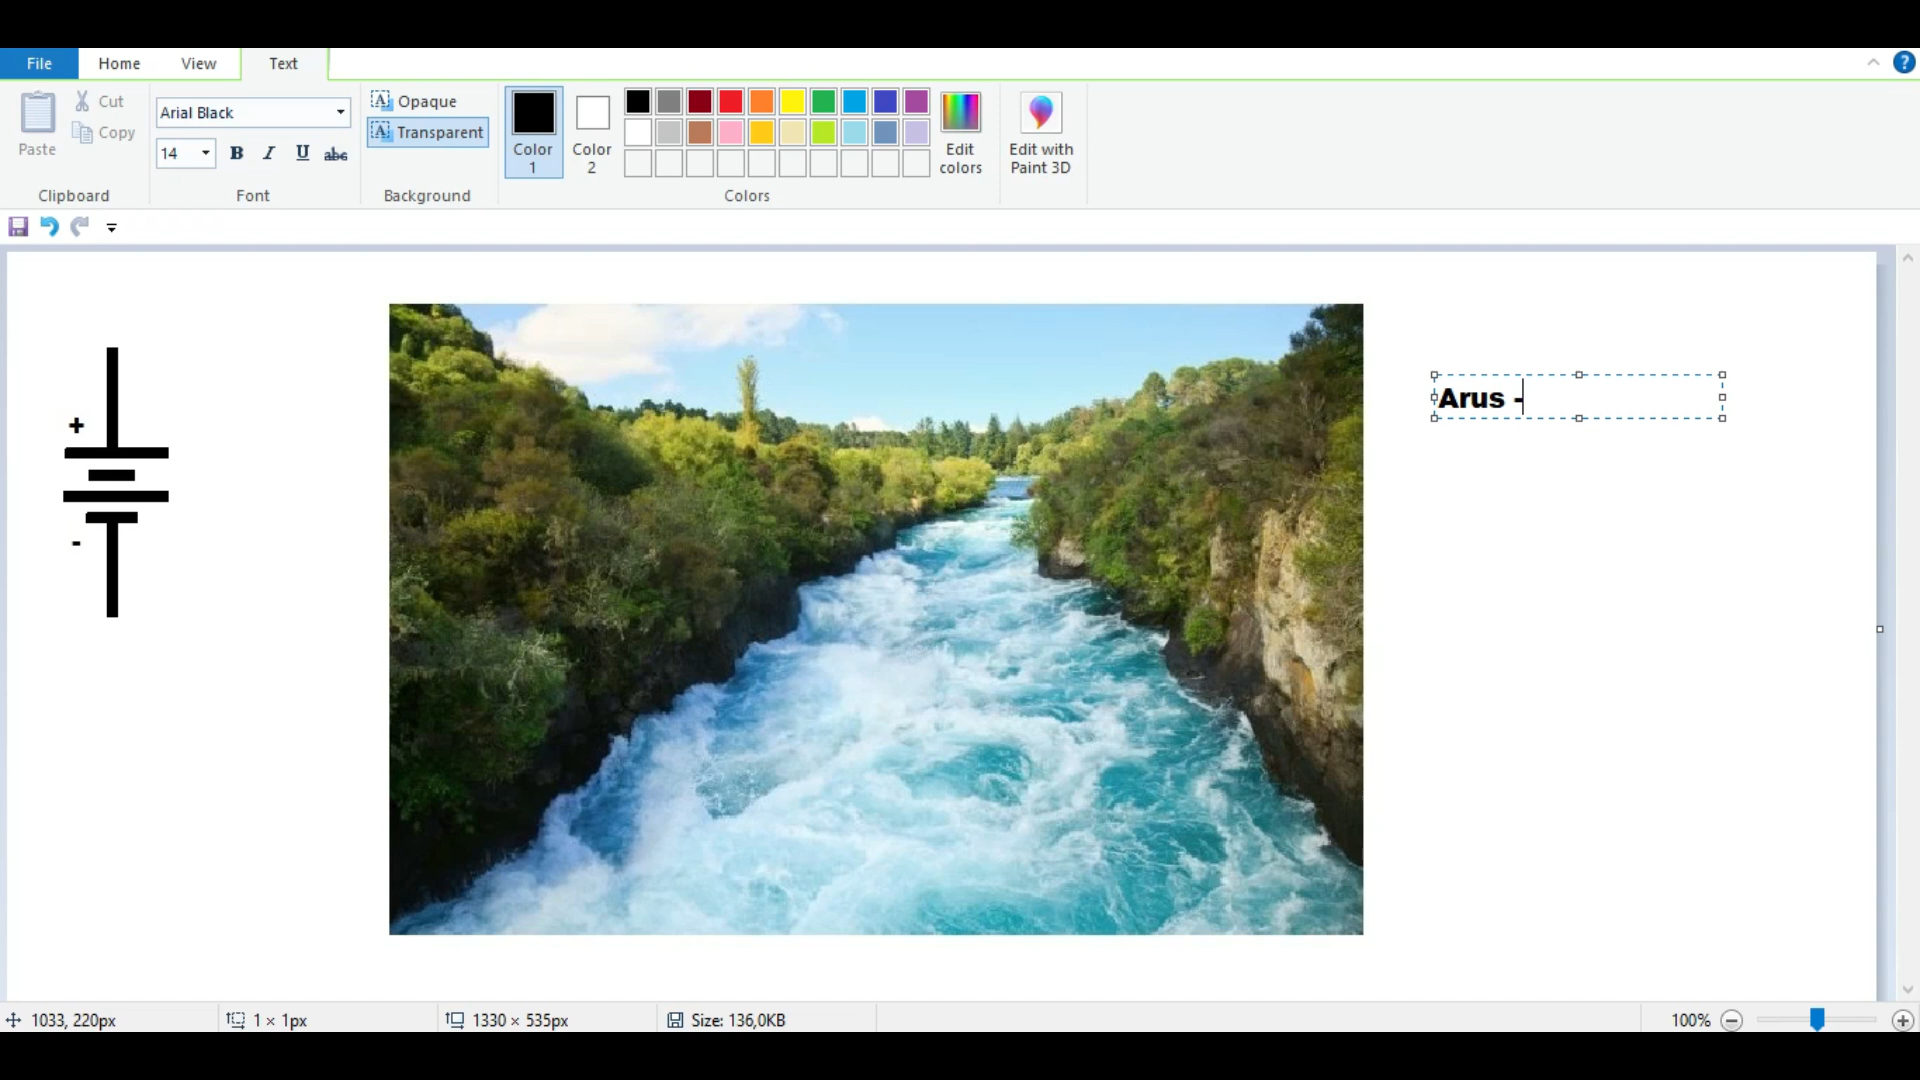 File Home View Text
Paste Cut Copy
Clipboard
Arial Black
14 B I U abc
Font
Opaque
Transparent
Background
Color 1
Color 2
Edit colors
Colors
Edit with Paint 3D
+
-
Arus -
1033, 220px 1 × 1px 1330 × 535px Size: 136,0KB 100%